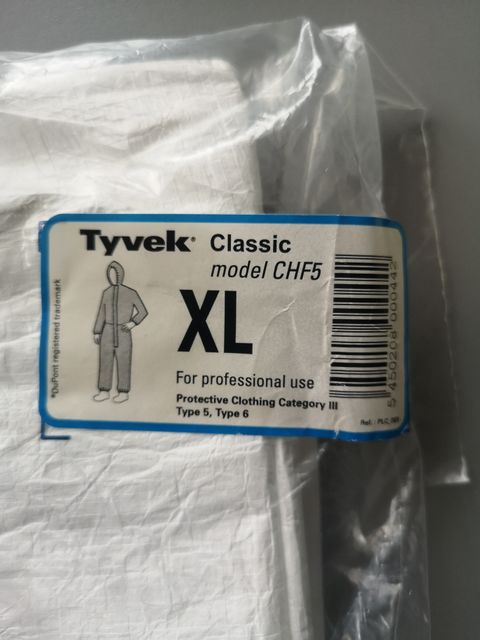 Tyvek® Classic
model CHF5
XL
For professional use
Protective Clothing Category III
Type 5, Type 6
*DuPont registered trademark
5 450208 000442
Ref.: